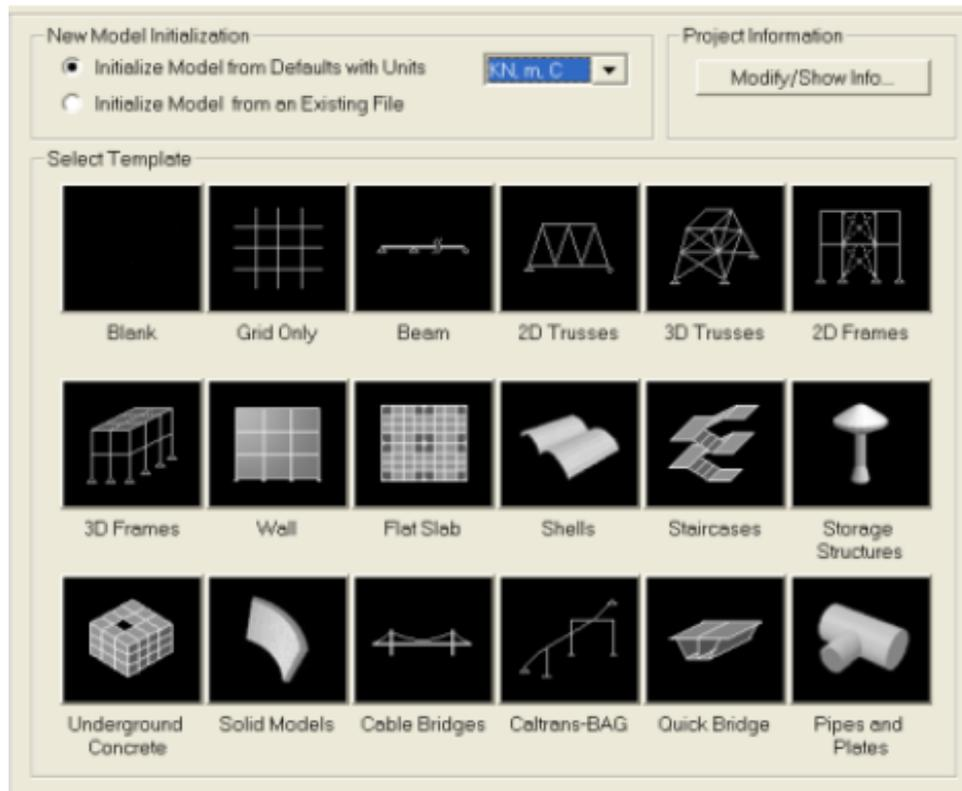 New Model Initialization
Project Information
Initialize Model from Defaults with Units
KN, m, C
Modify/Show Info...
Initialize Model from an Existing File
Select Template
Blank
Grid Only
Beam
2D Trusses
3D Trusses
2D Frames
3D Frames
Wall
Flat Slab
Shells
Staircases
Storage
Structures
Underground
Concrete
Solid Models
Cable Bridges
Caltrans-BAG
Quick Bridge
Pipes and
Plates